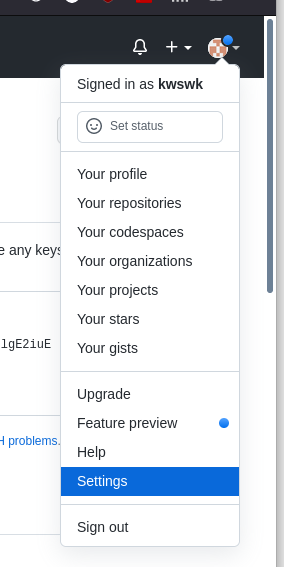 Signed in as kwswk
Set status
Your profile
Your repositories
Your codespaces
e any keys
Your organizations
Your projects
Your stars
lgE2iuE
Your gists
Upgrade
Feature preview
H problems.
Help
Settings
Sign out